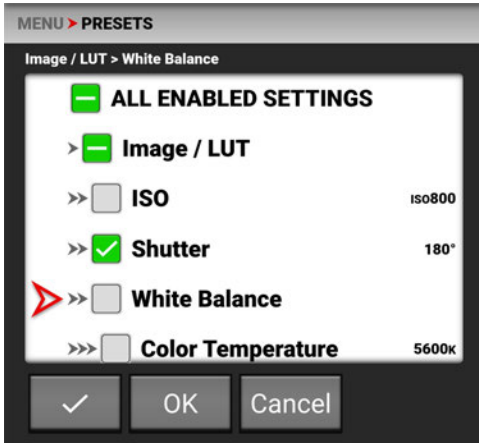 MENU > PRESETS
Image / LUT > White Balance
ALL ENABLED SETTINGS
> Image / LUT
>> ISO ISO800
>> Shutter 180°
>> White Balance
>>> Color Temperature 5600K
OK Cancel